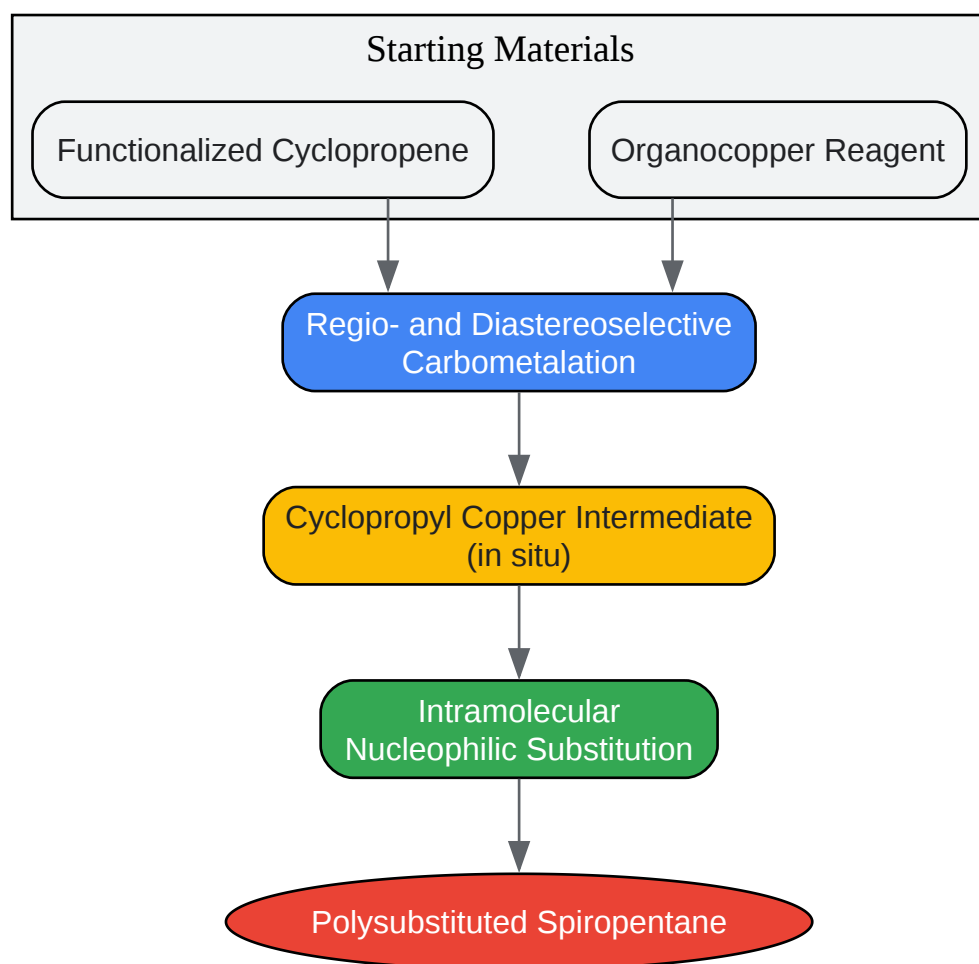 Starting Materials
Functionalized Cyclopropene
Organocopper Reagent
Regio- and Diastereoselective
Carbometalation
Cyclopropyl Copper Intermediate
(in situ)
Intramolecular
Nucleophilic Substitution
Polysubstituted Spiropentane